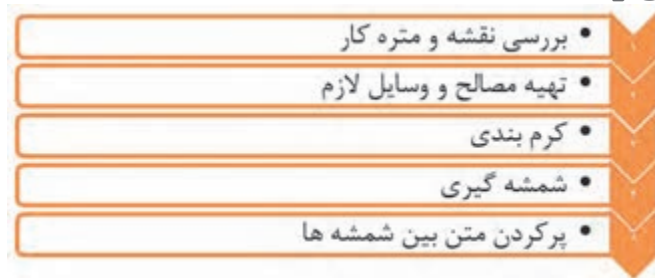 • بررسی نقشه و متره کار
• تهیه مصالح و وسایل لازم
• کرم بندی
• شمشه گیری
• پرکردن متن بین شمشه ها